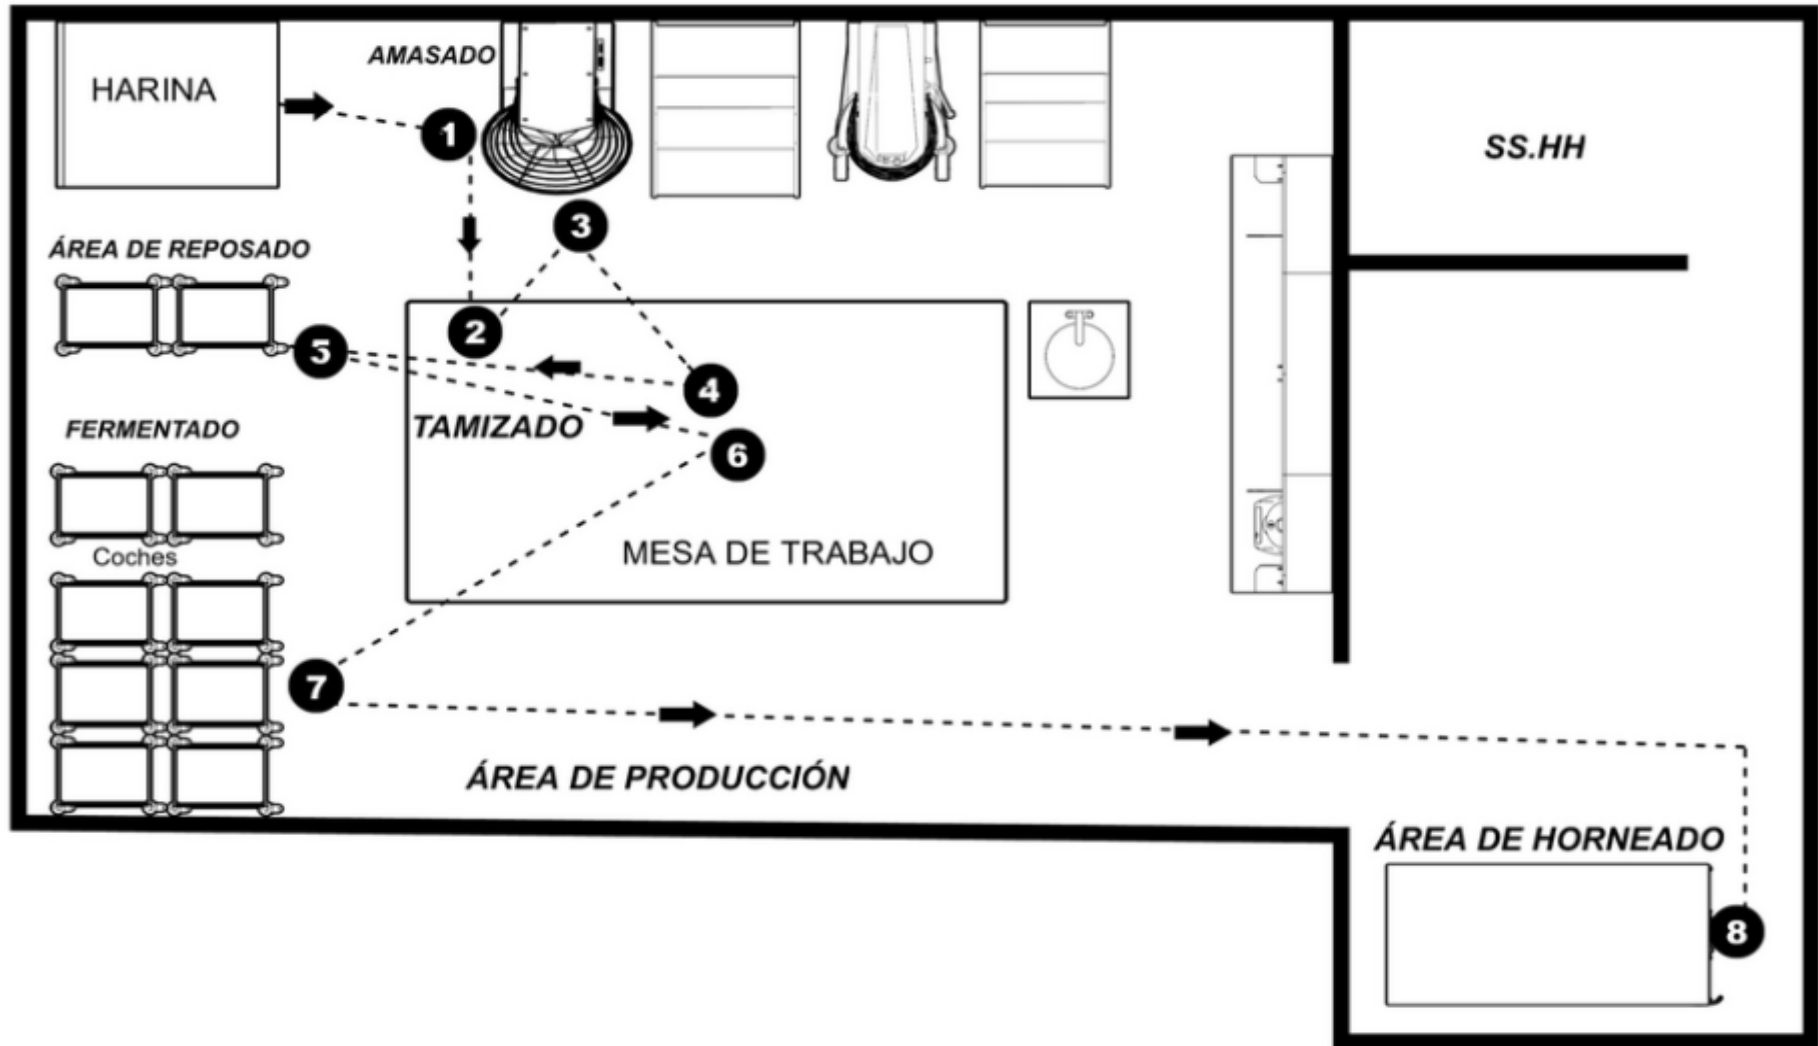 AMASADO
HARINA
1
SS.HH
3
ÁREA DE REPOSADO
2
5
4
TAMIZADO
FERMENTADO
6
MESA DE TRABAJO
Coches
7
ÁREA DE PRODUCCIÓN
ÁREA DE HORNEADO
8